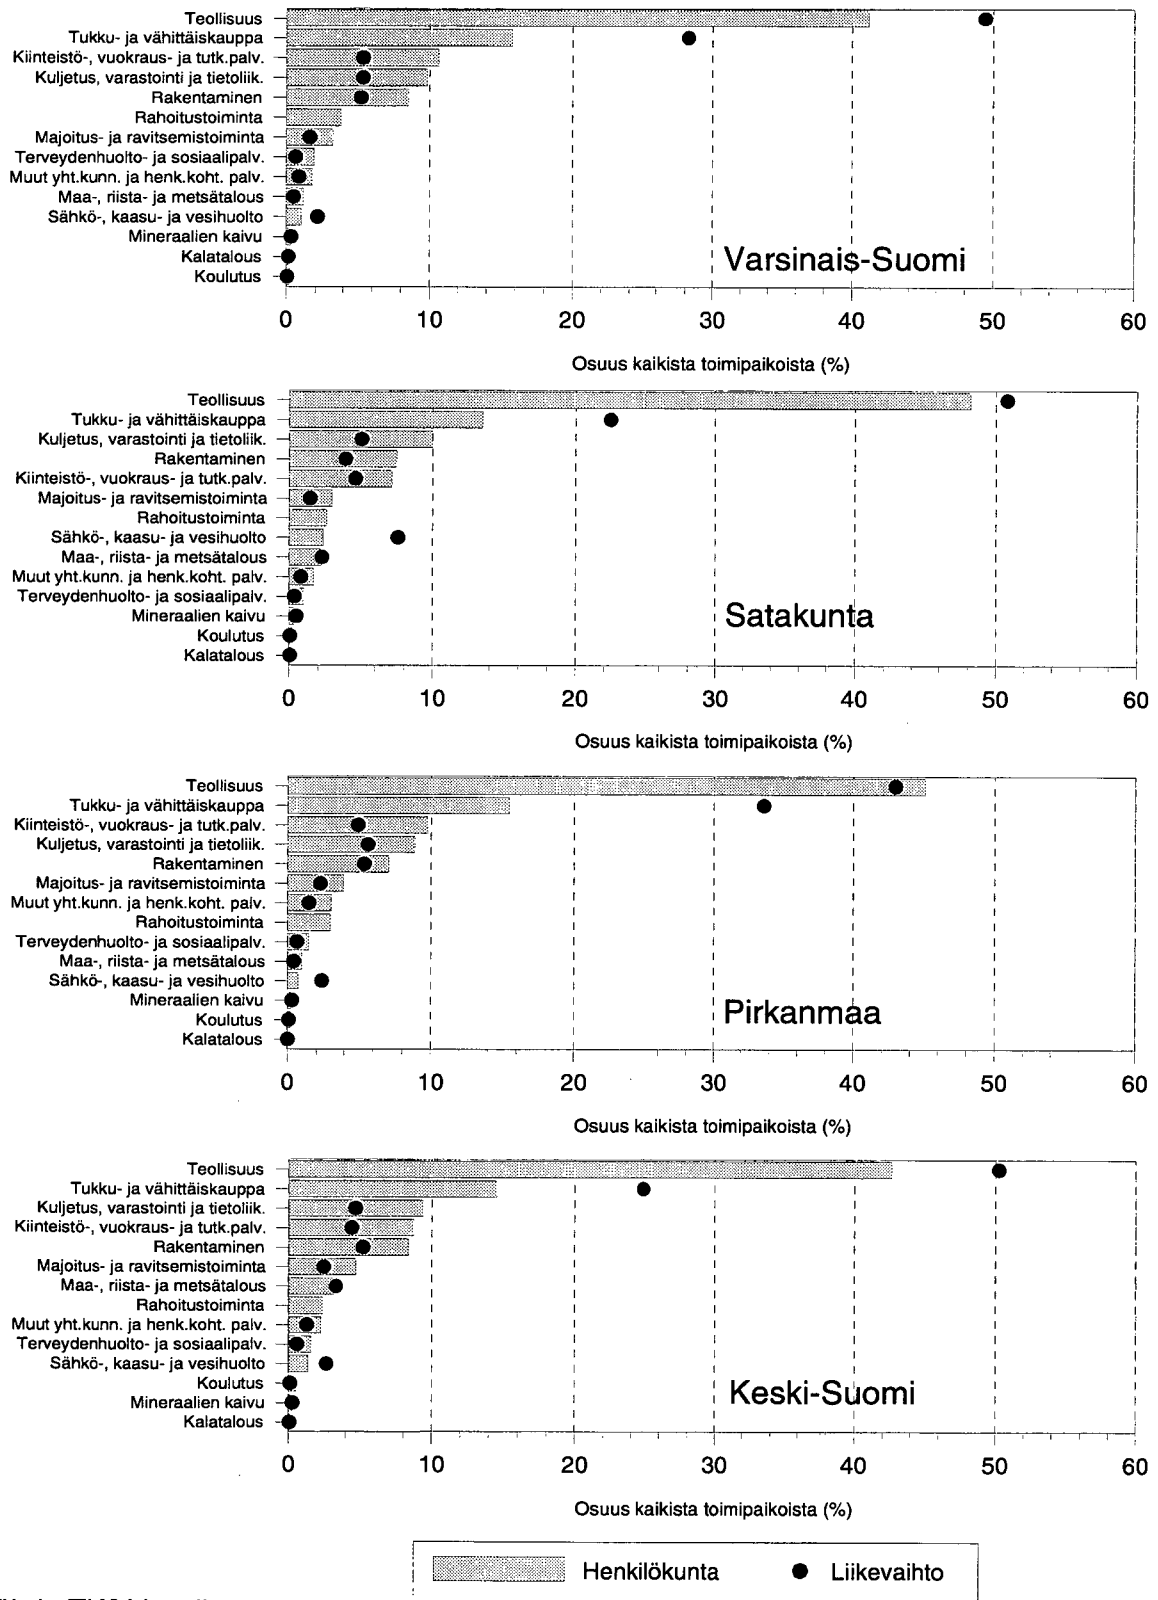 Teollisuus
Tukku- ja vähittäiskauppa
Kiinteistö-, vuokraus- ja tutk.palv.
Kuljetus, varastointi ja tietoliik.
Rakentaminen
Rahoitustoiminta
Majoitus- ja ravitsemistoiminta
Terveydenhuolto- ja sosiaalipalv.
Muut yht.kunn. ja henk.koht. palv.
Maa-, riista- ja metsätalous
Sähkö-, kaasu- ja vesihuolto
Mineraalien kaivu
Kalatalous
Koulutus
Varsinais-Suomi
0 10 20 30 40 50 60
Osuus kaikista toimipaikoista (%)
Teollisuus
Tukku- ja vähittäiskauppa
Kuljetus, varastointi ja tietoliik.
Rakentaminen
Kiinteistö-, vuokraus- ja tutk.palv.
Majoitus- ja ravitsemistoiminta
Rahoitustoiminta
Sähkö-, kaasu- ja vesihuolto
Maa-, riista- ja metsätalous
Muut yht.kunn. ja henk.koht. palv.
Terveydenhuolto- ja sosiaalipalv.
Mineraalien kaivu
Koulutus
Kalatalous
Satakunta
0 10 20 30 40 50 60
Osuus kaikista toimipaikoista (%)
Teollisuus
Tukku- ja vähittäiskauppa
Kiinteistö-, vuokraus- ja tutk.palv.
Kuljetus, varastointi ja tietoliik.
Rakentaminen
Majoitus- ja ravitsemistoiminta
Muut yht.kunn. ja henk.koht. palv.
Rahoitustoiminta
Terveydenhuolto- ja sosiaalipalv.
Maa-, riista- ja metsätalous
Sähkö-, kaasu- ja vesihuolto
Mineraalien kaivu
Koulutus
Kalatalous
Pirkanmaa
0 10 20 30 40 50 60
Osuus kaikista toimipaikoista (%)
Teollisuus
Tukku- ja vähittäiskauppa
Kuljetus, varastointi ja tietoliik.
Kiinteistö-, vuokraus- ja tutk.palv.
Rakentaminen
Majoitus- ja ravitsemistoiminta
Maa-, riista- ja metsätalous
Rahoitustoiminta
Muut yht.kunn. ja henk.koht. palv.
Terveydenhuolto- ja sosiaalipalv.
Sähkö-, kaasu- ja vesihuolto
Koulutus
Mineraalien kaivu
Kalatalous
Keski-Suomi
0 10 20 30 40 50 60
Osuus kaikista toimipaikoista (%)
Henkilökunta Liikevaihto